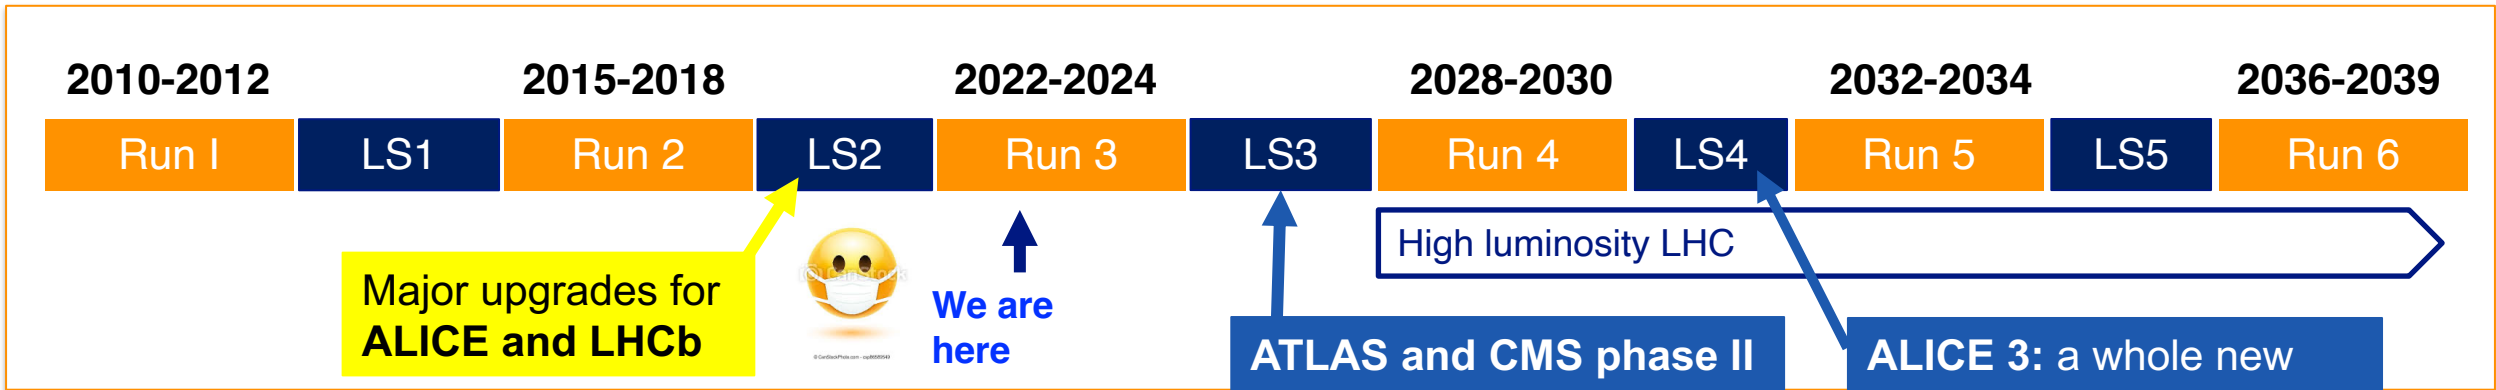 2010-2012 2015-2018 2022-2024 2028-2030 2032-2034 2036-2039
Run I LS1 Run 2 LS2 Run 3 LS3 Run 4 LS4 Run 5 LS5 Run 6
High luminosity LHC
Major upgrades for
ALICE and LHCb
© CanStock
We are
here
ATLAS and CMS phase II
ALICE 3: a whole new